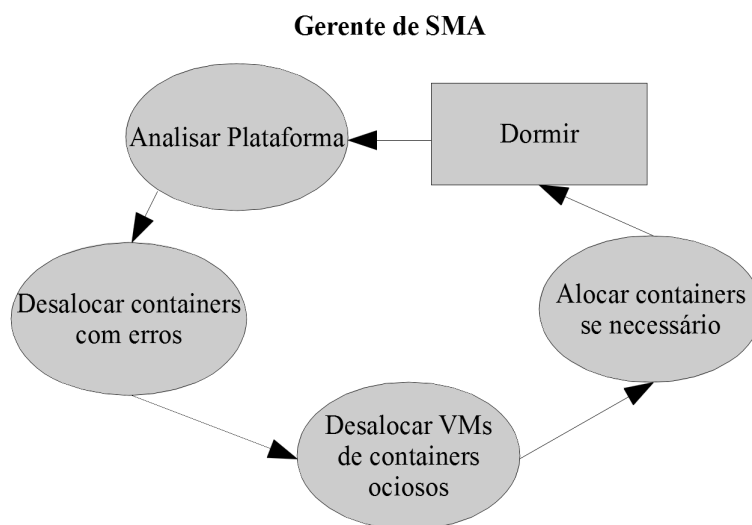 Gerente de SMA
Analisar Plataforma
Dormir
Desalocar containers
com erros
Alocar containers
se necessário
Desalocar VMs
de containers
ociosos